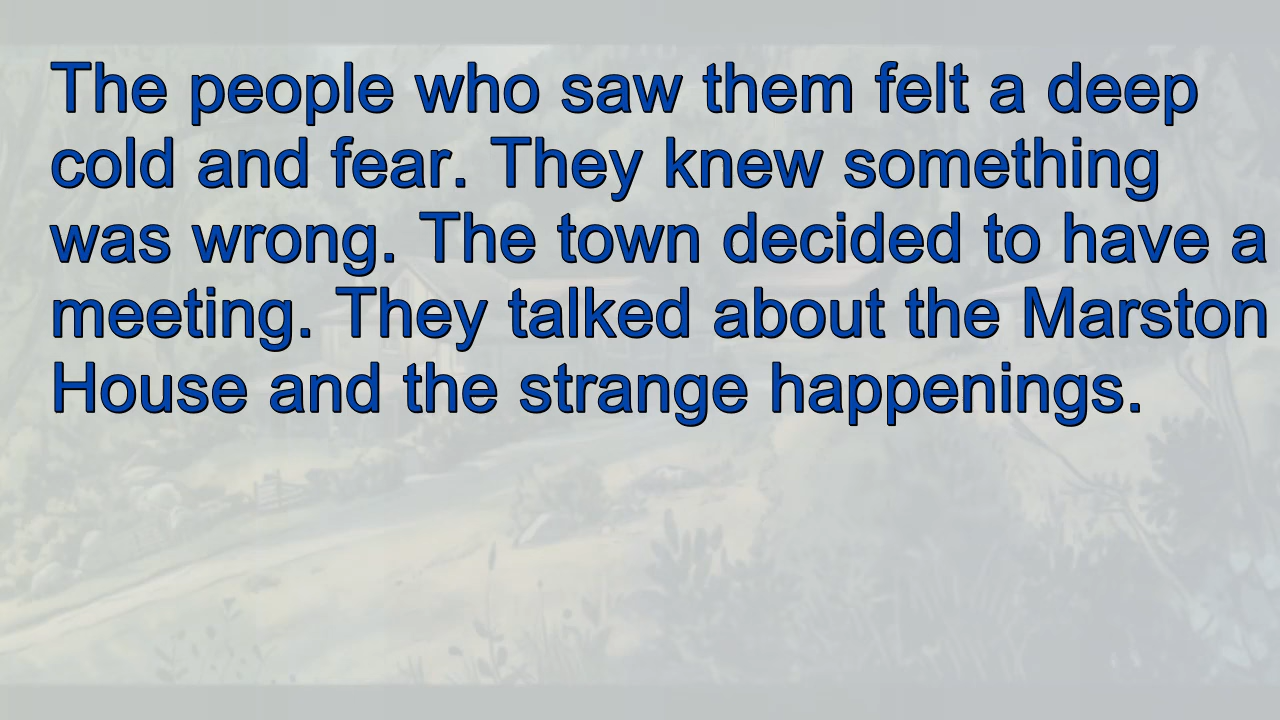 The people who saw them felt a deep
cold and fear. They knew something
was wrong. The town decided to have a
meeting. They talked about the Marston
House and the strange happenings.